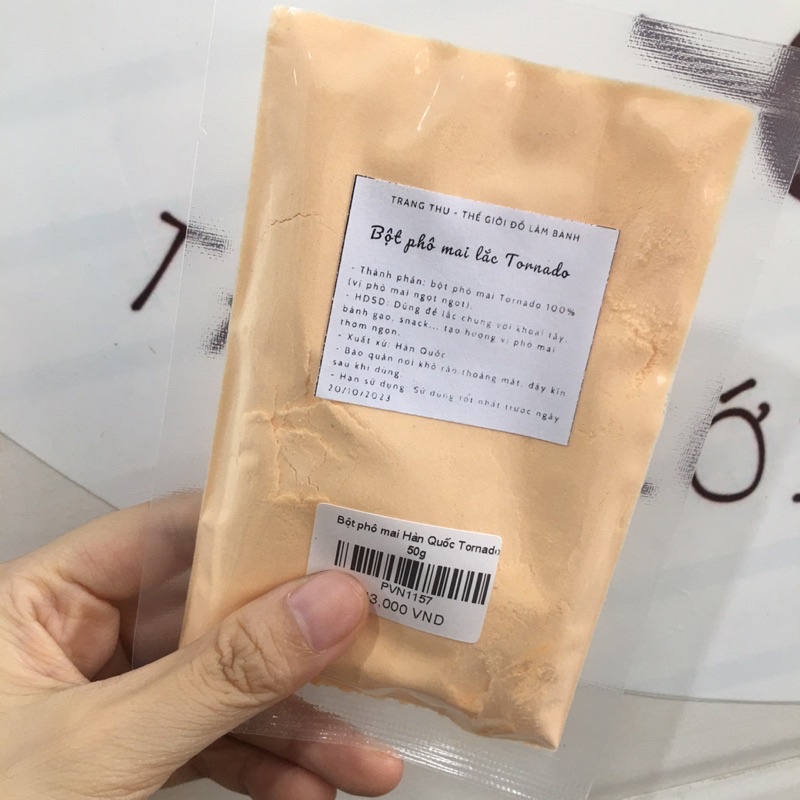 TRANG THU - THẾ GIỚI ĐỒ LÀM BÁNH
Bột phô mai lắc Tornado
- Thành phần: bột phô mai Tornado 100%
(vị phô mai ngọt ngọt).
- HDSD: Dùng để lắc chung với khoai tây,
bánh gạo, snack... tạo hương vị phô mai
thơm ngon.
- Xuất xứ: Hàn Quốc
- Bảo quản nơi khô ráo thoáng mát, đậy kín
sau khi dùng.
- Hạn sử dụng: Sử dụng tốt nhất trước ngày
20/10/2023
Bột phô mai Hàn Quốc Tornado
50g
PVN1157
3,000 VND